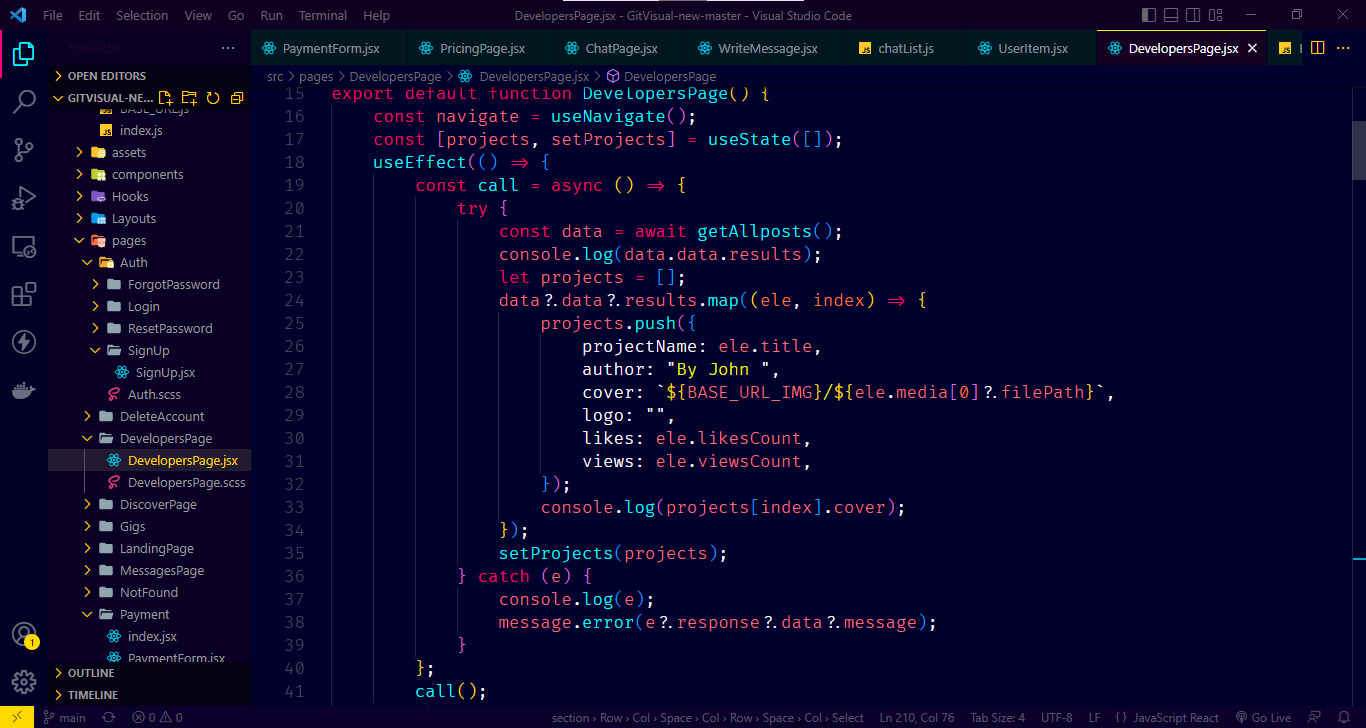 File Edit Selection View Go Run Terminal Help
DevelopersPage.jsx - GitVisual-new-master - Visual Studio Code
EXPLORER
PaymentForm.jsx
PricingPage.jsx
ChatPage.jsx
WriteMessage.jsx
chatList.js
UserItem.jsx
DevelopersPage.jsx
OPEN EDITORS
GITVISUAL-NE...
BASE_URL.js
index.js
assets
components
Hooks
Layouts
pages
Auth
ForgotPassword
Login
ResetPassword
SignUp
SignUp.jsx
Auth.scss
DeleteAccount
DevelopersPage
DevelopersPage.jsx
DevelopersPage.scss
DiscoverPage
Gigs
LandingPage
MessagesPage
NotFound
Payment
index.jsx
PaymentForm.jsx
OUTLINE
TIMELINE
src > pages > DevelopersPage > DevelopersPage.jsx > DevelopersPage
15 export default function DevelopersPage() {
16 const navigate = useNavigate();
17 const [projects, setProjects] = useState([]);
18 useEffect(() => {
19 const call = async () => {
20 try {
21 const data = await getAllposts();
22 console.log(data.data.results);
23 let projects = [];
24 data?.data?.results.map((ele, index) => {
25 projects.push({
26 projectName: ele.title,
27 author: "By John ",
28 cover: `${BASE_URL_IMG}/${ele.media[0]?.filePath}`,
29 logo: "",
30 likes: ele.likesCount,
31 views: ele.viewsCount,
32 });
33 console.log(projects[index].cover);
34 });
35 setProjects(projects);
36 } catch (e) {
37 console.log(e);
38 message.error(e?.response?.data?.message);
39 }
40 };
41 call();
1
main 0 0 section › Row › Col › Space › Col › Row › Space › Col › Select Ln 210, Col 76 Tab Size: 4 UTF-8 LF {} JavaScript React Go Live